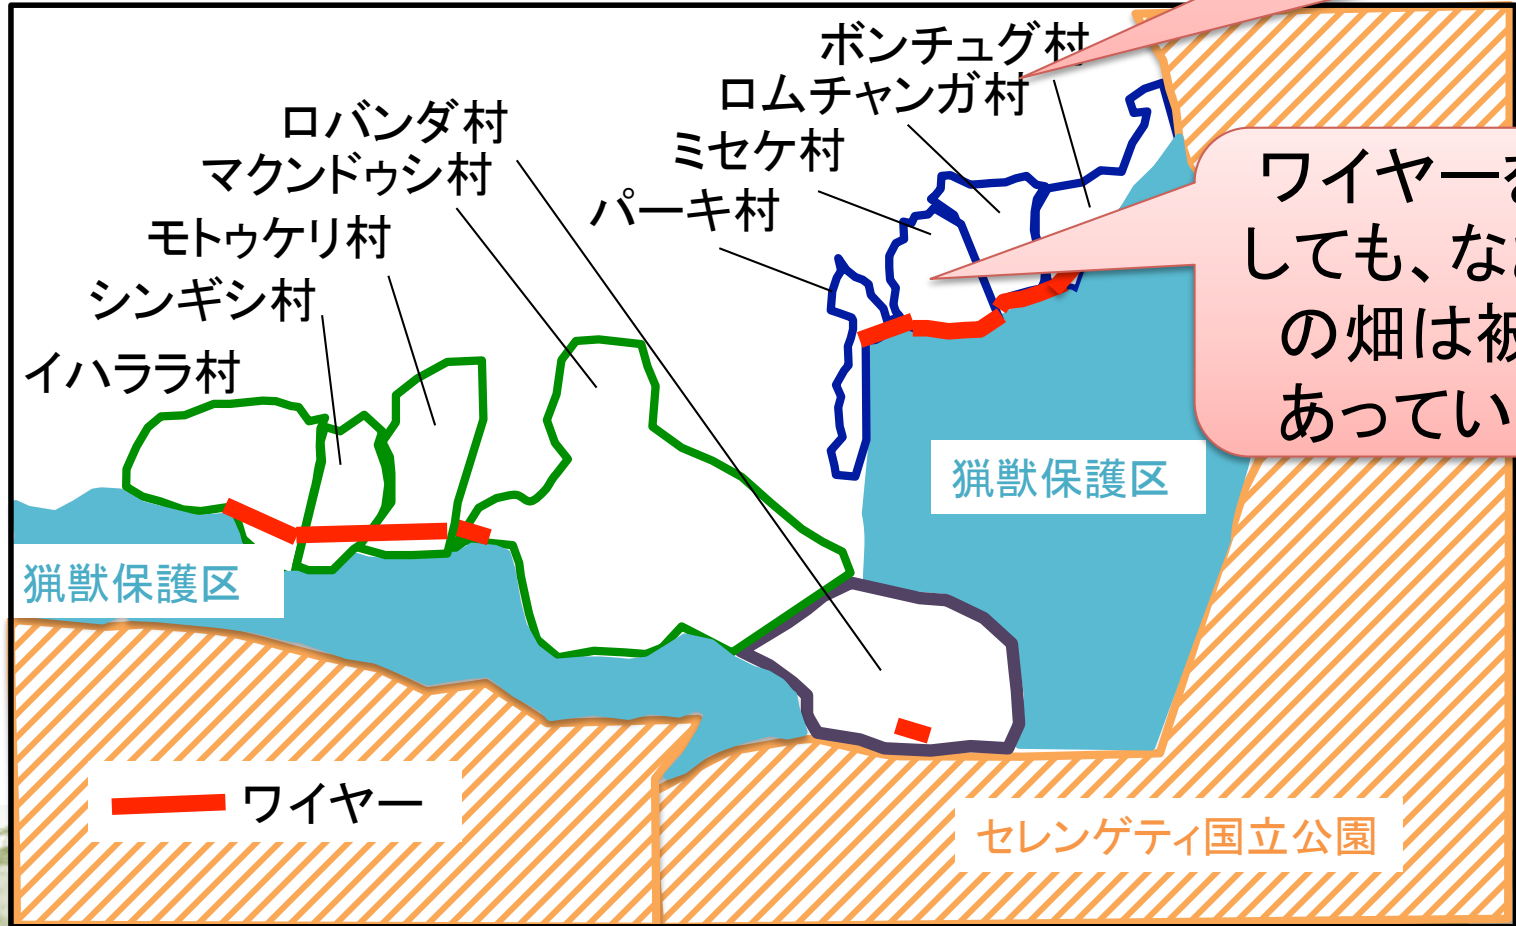 ボンチュグ村
ロムチャンガ村
ロバンダ村
ミセケ村
マクンドゥシ村
パーキ村
モトゥケリ村
シンギシ村
イハララ村
ワイヤー
しても、な
の畑は
あってい
猟獣保護区
猟獣保護区
ワイヤー
セレンゲティ国立公園